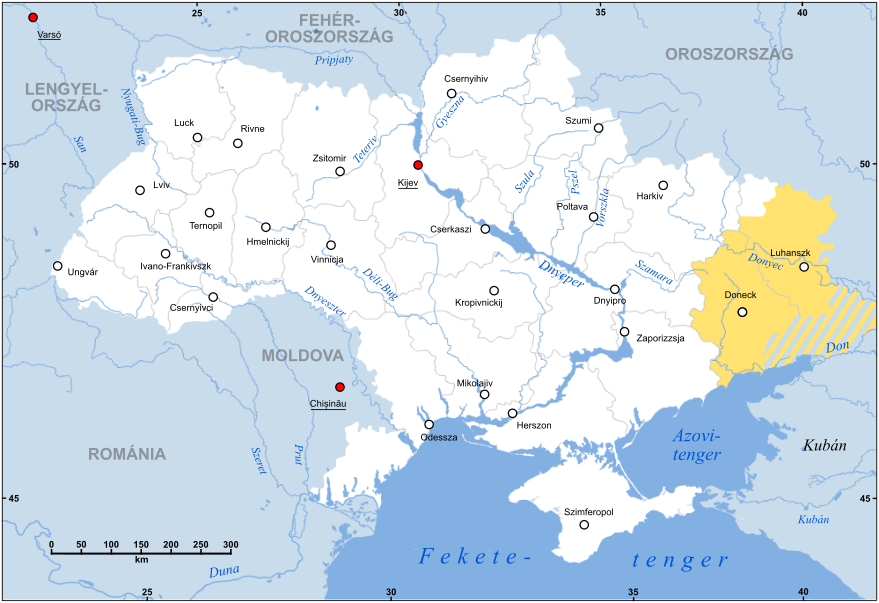 25
30
35
40
Varsó
FEHÉR-
OROSZORSZÁG
OROSZORSZÁG
Pripjaty
LENGYEL-
ORSZÁG
Nyugati-Bug
San
Csernyihiv
Gyeszna
Luck
Rivne
Szumi
Teteriv
50
Zsitomir
Kijev
50
Szula
Pszel
Vorszkla
Harkiv
Lviv
Poltava
Ternopil
Hmelnickij
Cserkaszi
Vinnicja
Luhanszk
Donyec
Ungvár
Ivano-Frankivszk
Dnyeper
Szamara
Déli-Bug
Csernyivci
Dnyeszter
Kropivnickij
Dnyipro
Doneck
Zaporizzsja
Don
MOLDOVA
Mikolajiv
Chișinău
Herszon
Odessza
Azovi-
tenger
Kubán
ROMÁNIA
Szeret
Prut
45
45
Szimferopol
Kubán
0 50 100 150 200 250 300
km
Fekete-
tenger
Duna
25
30
35
40